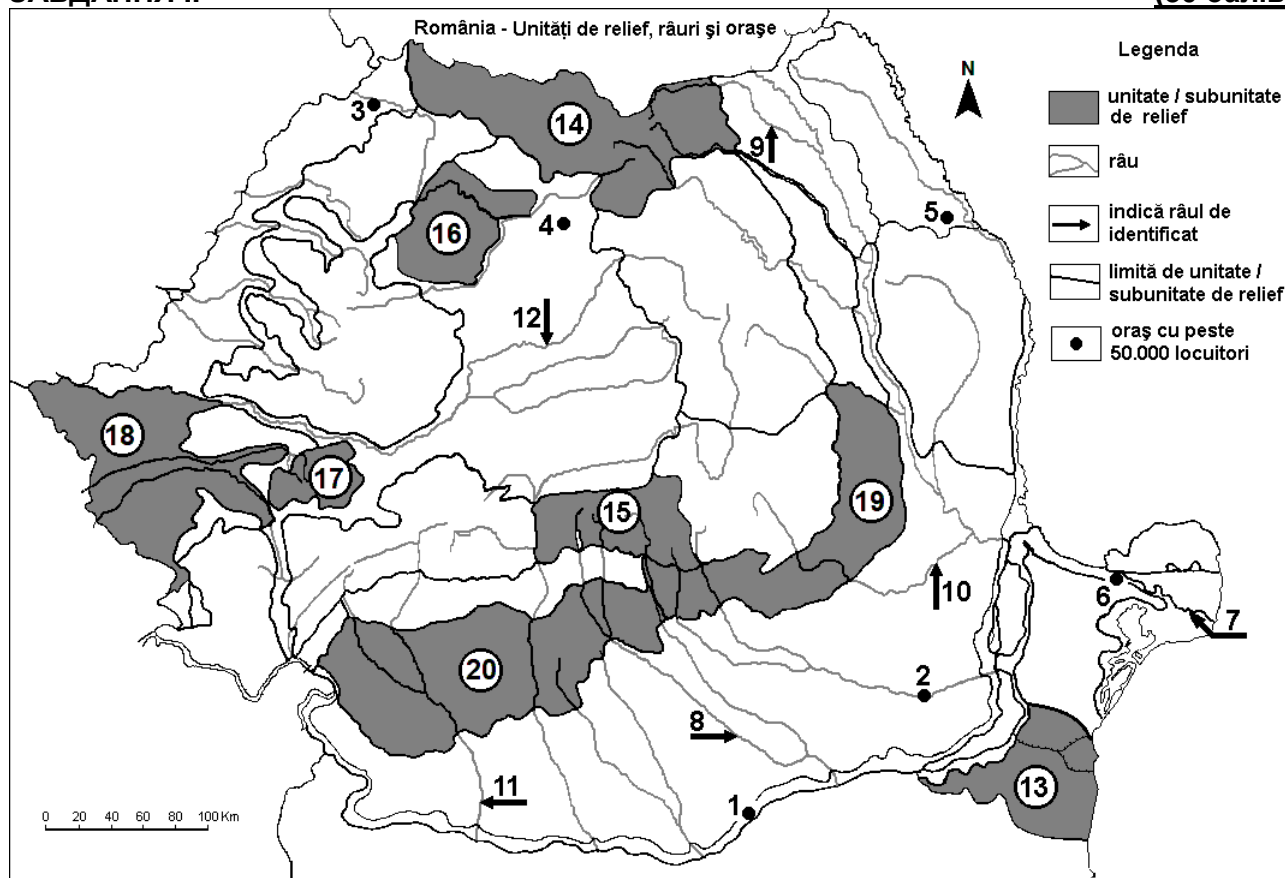 ЗАВДАННЯ
România - Unităţi de relief, râuri şi oraşe
Legenda
N
unitate / subunitate
de relief
râu
indică râul de
identificat
limită de unitate /
subunitate de relief
oraş cu peste
50.000 locuitori
3
14
9
16
4
5
12
18
17
15
19
10
6
7
20
2
8
11
1
13
0 20 40 60 80 100 Km